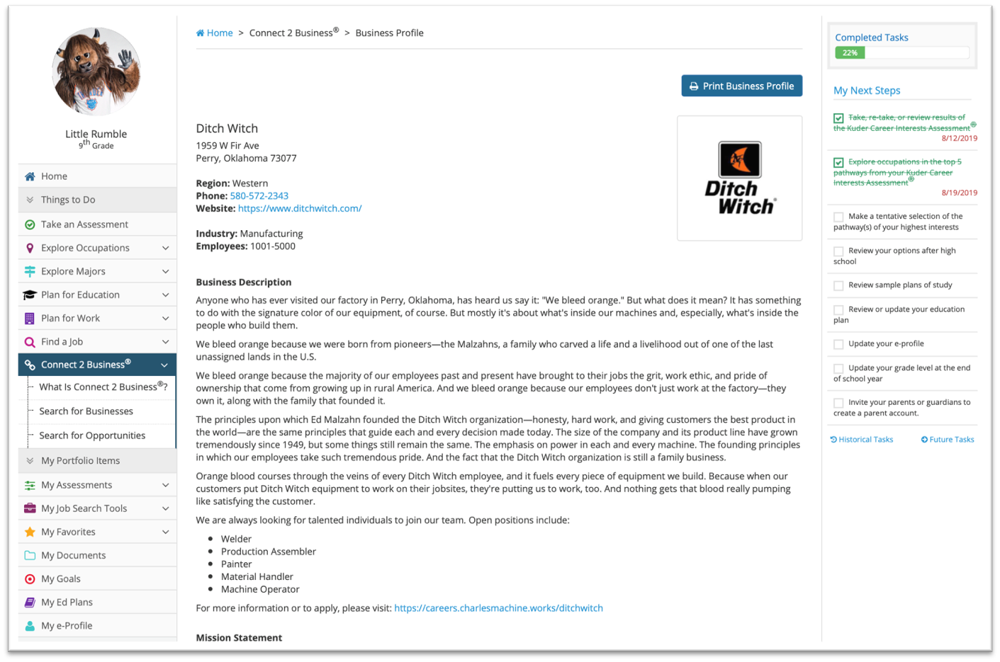 Little Rumble
9th Grade
Home
Things to Do
Take an Assessment
Explore Occupations
Explore Majors
Plan for Education
Plan for Work
Find a Job
Connect 2 Business®
What Is Connect 2 Business®?
Search for Businesses
Search for Opportunities
My Portfolio Items
My Assessments
My Job Search Tools
My Favorites
My Documents
My Goals
My Ed Plans
My e-Profile
Home > Connect 2 Business® > Business Profile
Print Business Profile
Ditch Witch
1959 W Fir Ave
Perry, Oklahoma 73077
Region: Western
Phone: 580-572-2343
Website: https://www.ditchwitch.com/
Industry: Manufacturing
Employees: 1001-5000
Ditch
Witch®
Business Description
Anyone who has ever visited our factory in Perry, Oklahoma, has heard us say it: "We bleed orange." But what does it mean? It has something
to do with the signature color of our equipment, of course. But mostly it's about what's inside our machines and, especially, what's inside the
people who build them.
We bleed orange because we were born from pioneers—the Malzahns, a family who carved a life and a livelihood out of one of the last
unassigned lands in the U.S.
We bleed orange because the majority of our employees past and present have brought to their jobs the grit, work ethic, and pride of
ownership that come from growing up in rural America. And we bleed orange because our employees don't just work at the factory—they
own it, along with the family that founded it.
The principles upon which Ed Malzahn founded the Ditch Witch organization—honesty, hard work, and giving customers the best product in
the world—are the same principles that guide each and every decision made today. The size of the company and its product line have grown
tremendously since 1949, but some things still remain the same. The emphasis on power in each and every machine. The founding principles
in which our employees take such tremendous pride. And the fact that the Ditch Witch organization is still a family business.
Orange blood courses through the veins of every Ditch Witch employee, and it fuels every piece of equipment we build. Because when our
customers put Ditch Witch equipment to work on their jobsites, they're putting us to work, too. And nothing gets that blood really pumping
like satisfying the customer.
We are always looking for talented individuals to join our team. Open positions include:
Welder
Production Assembler
Painter
Material Handler
Machine Operator
For more information or to apply, please visit: https://careers.charlesmachine.works/ditchwitch
Mission Statement
Completed Tasks
22%
My Next Steps
Take, re-take, or review results of
the Kuder Career Interests Assessment®
8/12/2019
Explore occupations in the top 5
pathways from your Kuder Career
Interests Assessment®
8/19/2019
Make a tentative selection of the
pathway(s) of your highest interests
Review your options after high
school
Review sample plans of study
Review or update your education
plan
Update your e-profile
Update your grade level at the end
of school year
Invite your parents or guardians to
create a parent account.
Historical Tasks
Future Tasks